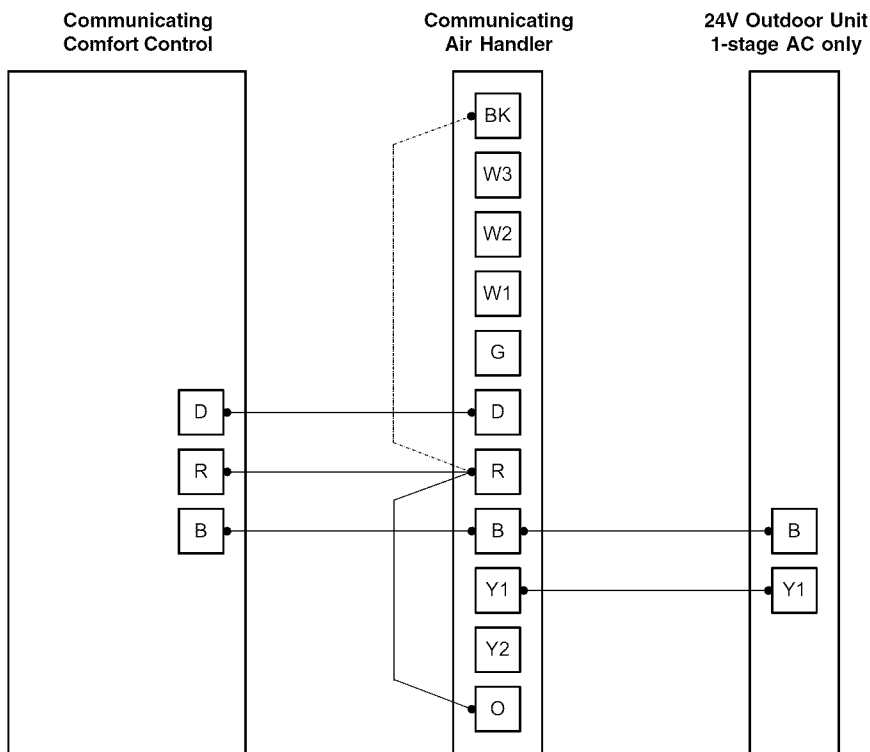 Communicating
Comfort Control
Communicating
Air Handler
24V Outdoor Unit
1-stage AC only
BK
W3
W2
W1
G
D
D
R
R
B
B
B
Y1
Y1
Y2
O